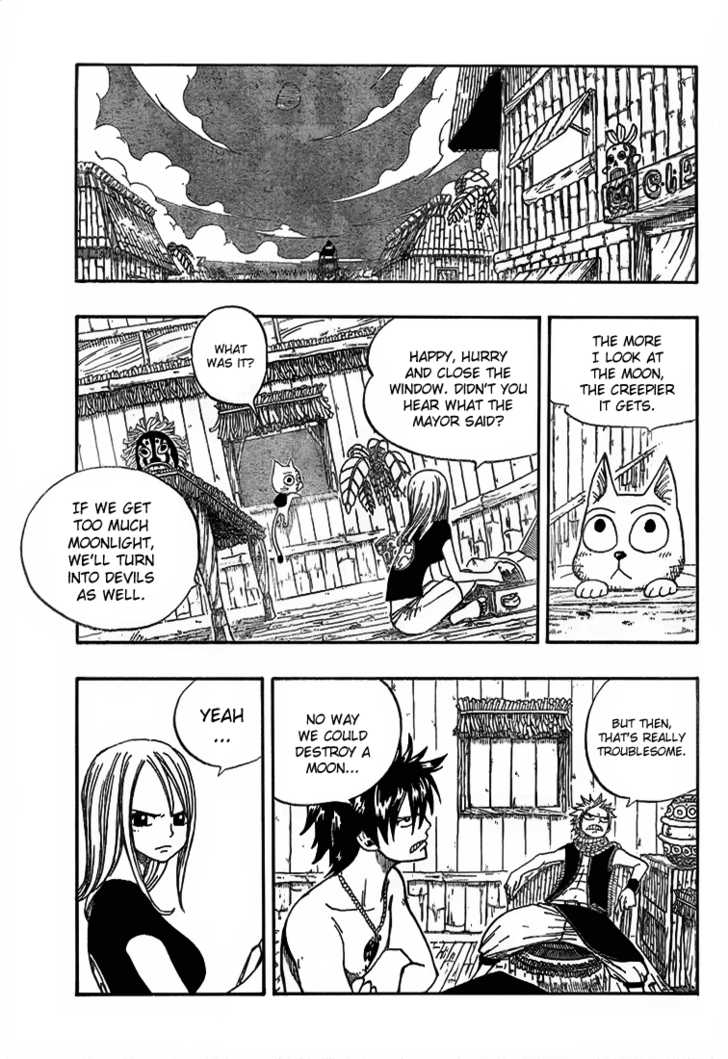 THE MORE
I LOOK AT
THE MOON,
THE CREEPIER
IT GETS.
HAPPY, HURRY
AND CLOSE THE
WINDOW. DIDN'T YOU
HEAR WHAT THE
MAYOR SAID?
WHAT
WAS IT?
IF WE GET
TOO MUCH
MOONLIGHT,
WE'LL TURN
INTO DEVILS
AS WELL.
BUT THEN,
THAT'S REALLY
TROUBLESOME.
NO WAY
WE COULD
DESTROY A
MOON...
YEAH
...